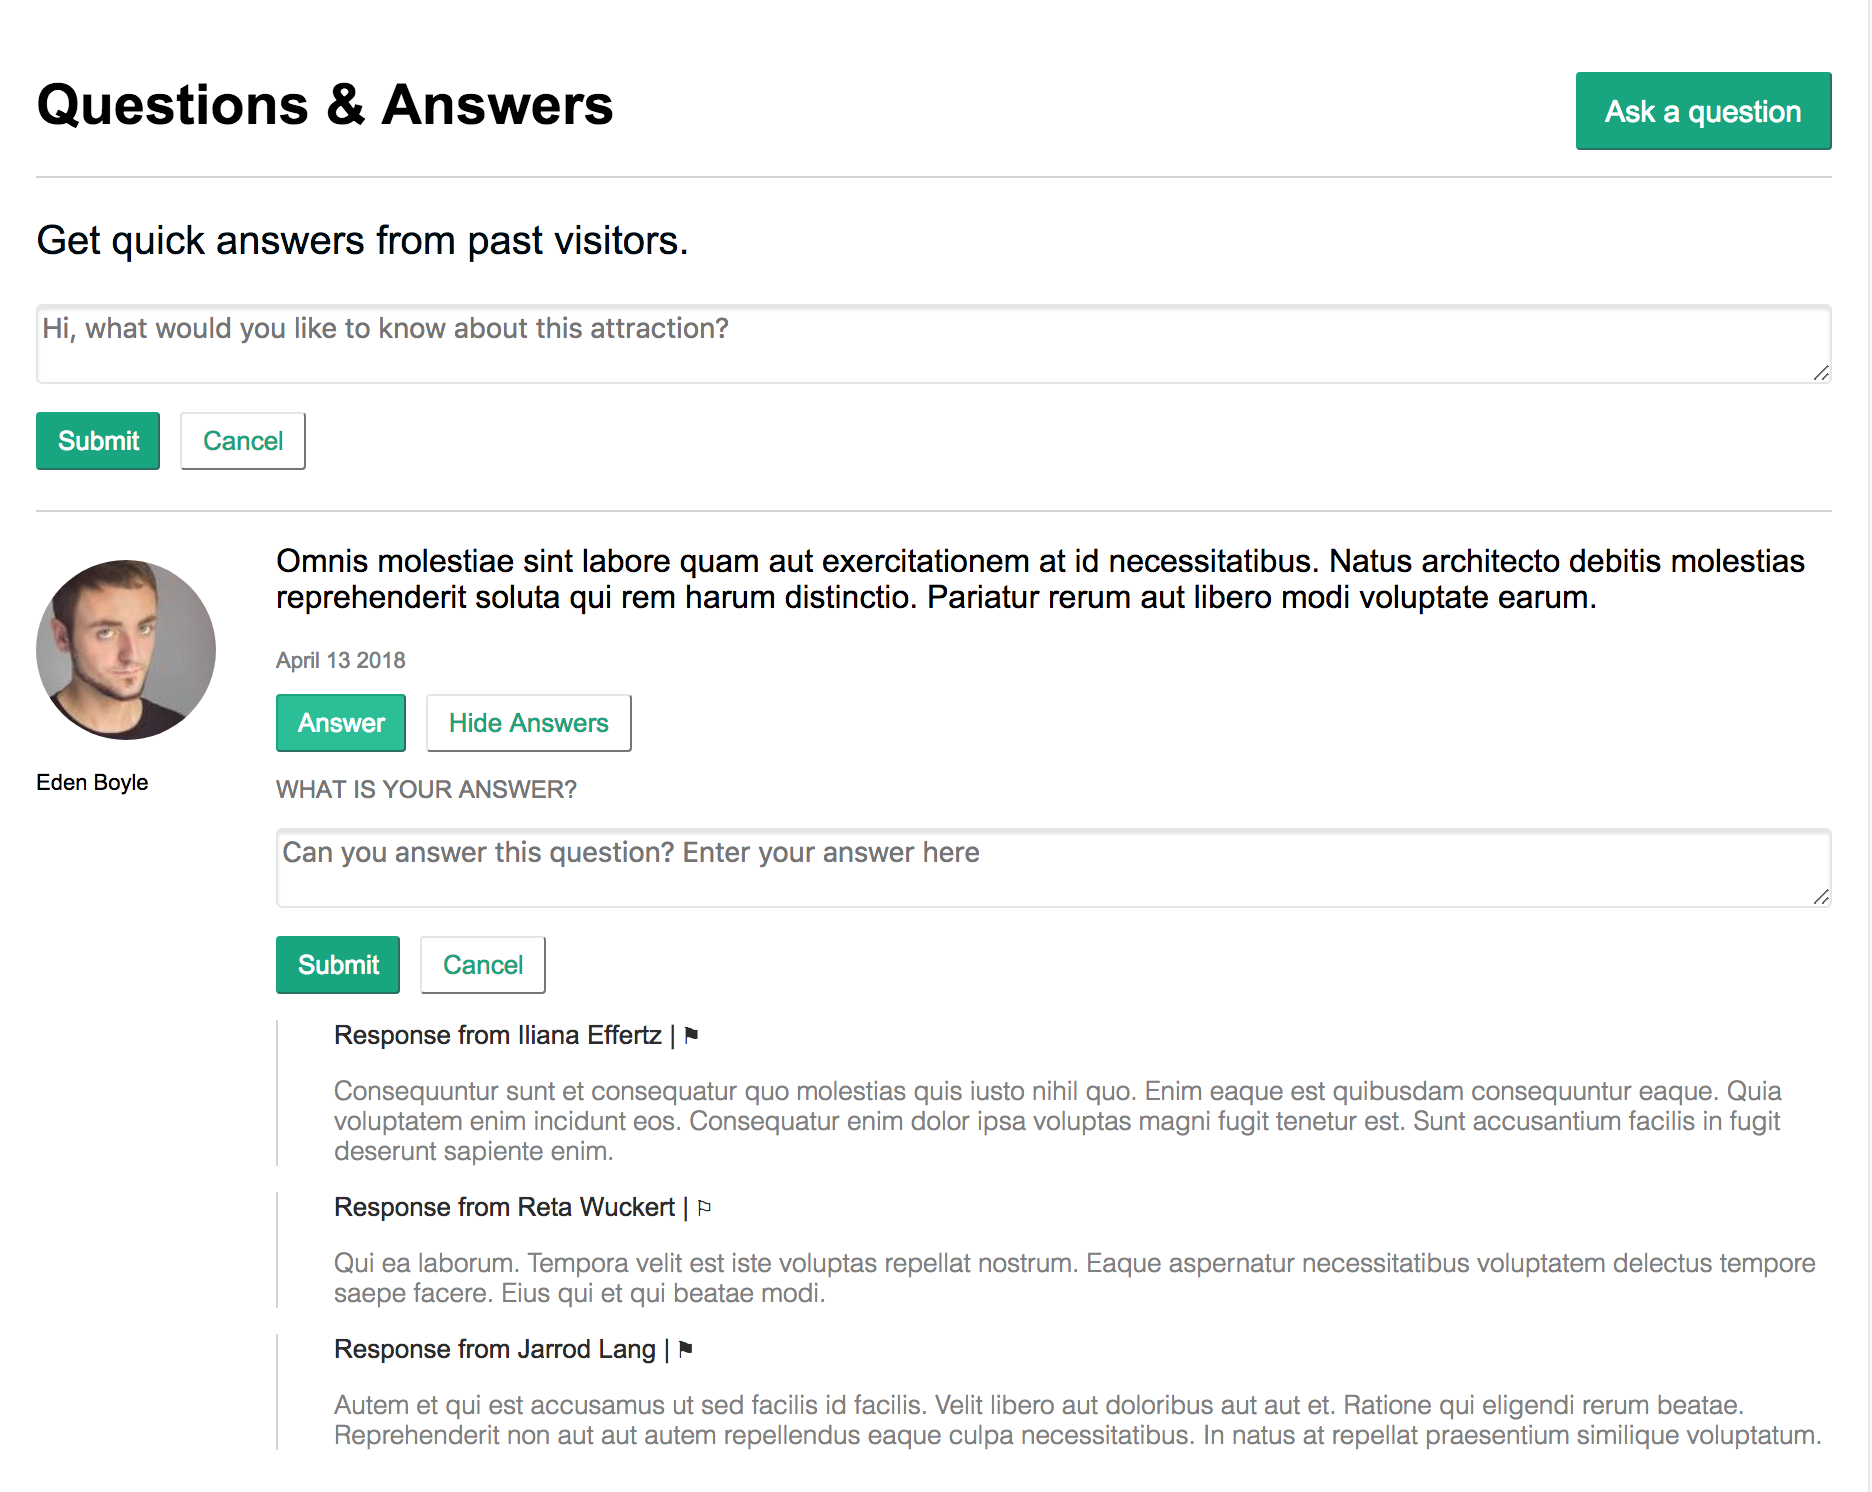 Questions & Answers
Ask a question
Get quick answers from past visitors.
Hi, what would you like to know about this attraction?
Submit
Cancel
Omnis molestiae sint labore quam aut exercitationem at id necessitatibus. Natus architecto debitis molestias
reprehenderit soluta qui rem harum distinctio. Pariatur rerum aut libero modi voluptate earum.
April 13 2018
Answer
Hide Answers
Eden Boyle
WHAT IS YOUR ANSWER?
Can you answer this question? Enter your answer here
Submit
Cancel
Response from Iliana Effertz | ⚑
Consequuntur sunt et consequatur quo molestias quis iusto nihil quo. Enim eaque est quibusdam consequuntur eaque. Quia
voluptatem enim incidunt eos. Consequatur enim dolor ipsa voluptas magni fugit tenetur est. Sunt accusantium facilis in fugit
deserunt sapiente enim.
Response from Reta Wuckert | ⚐
Qui ea laborum. Tempora velit est iste voluptas repellat nostrum. Eaque aspernatur necessitatibus voluptatem delectus tempore
saepe facere. Eius qui et qui beatae modi.
Response from Jarrod Lang | ⚑
Autem et qui est accusamus ut sed facilis id facilis. Velit libero aut doloribus aut aut et. Ratione qui eligendi rerum beatae.
Reprehenderit non aut aut autem repellendus eaque culpa necessitatibus. In natus at repellat praesentium similique voluptatum.